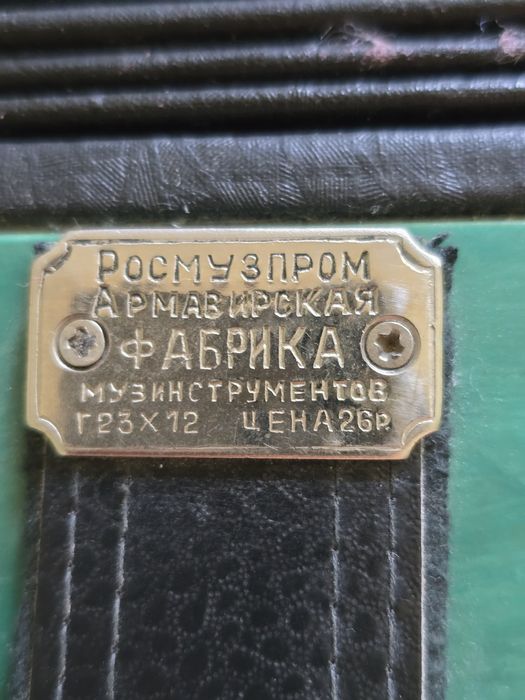 РОСМУЗПРОМ
АРМАВИРСКАЯ
ФАБРИКА
МУЗИНСТРУМЕНТОВ
Г23Х12 ЦЕНА26Р.